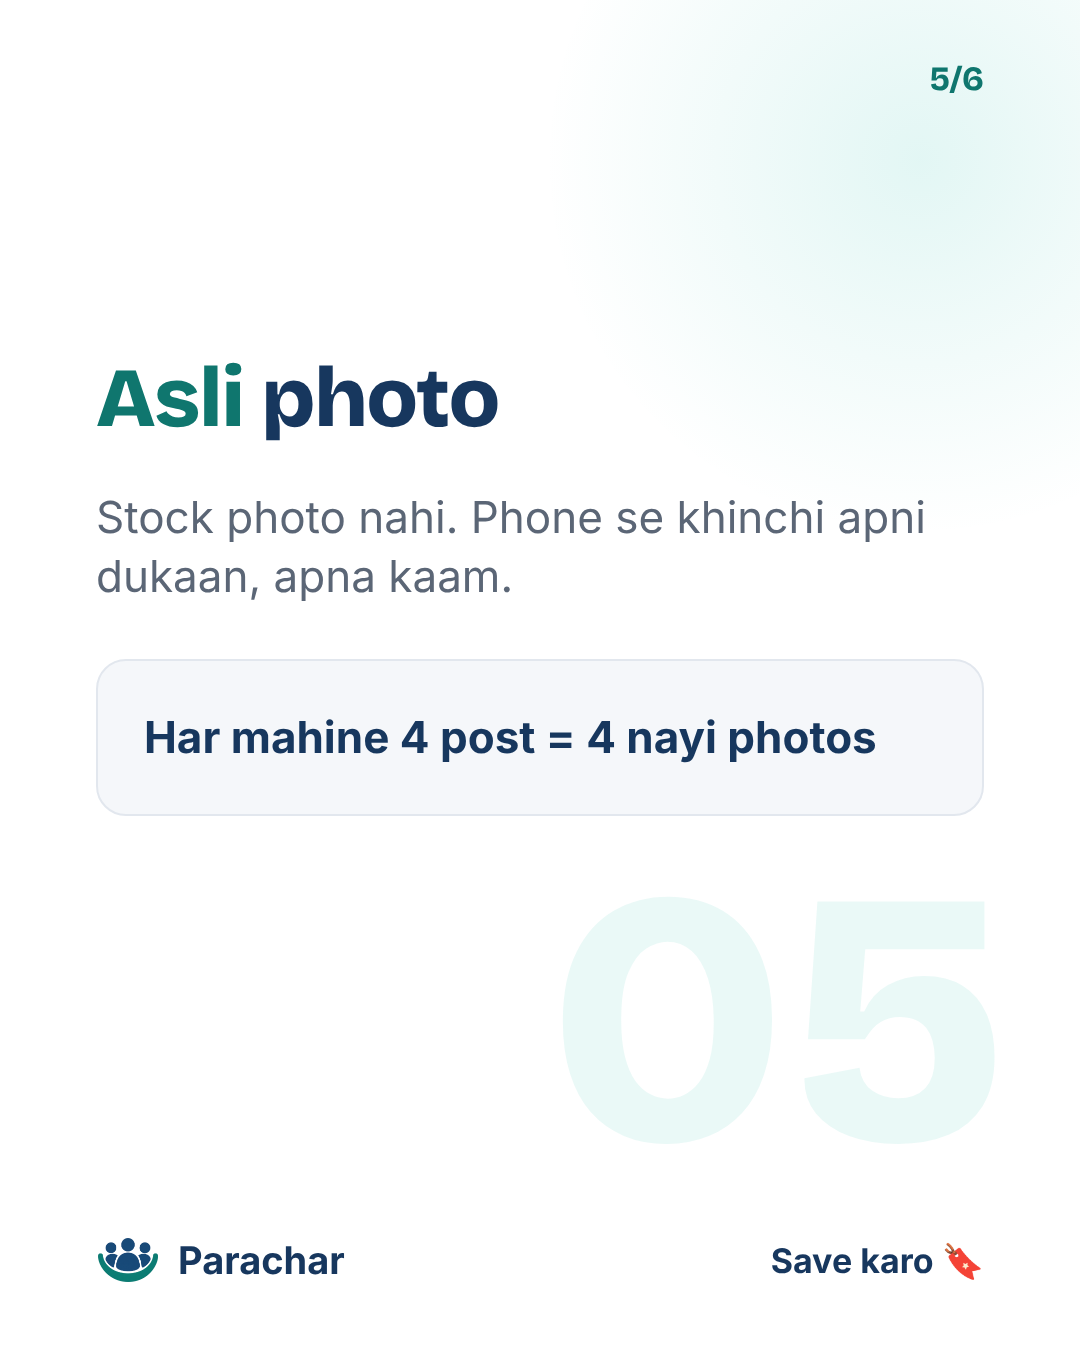 5/6
Asli photo
Stock photo nahi. Phone se khinchi apni
dukaan, apna kaam.
Har mahine 4 post = 4 nayi photos
05
Parachar
Save karo 🔖